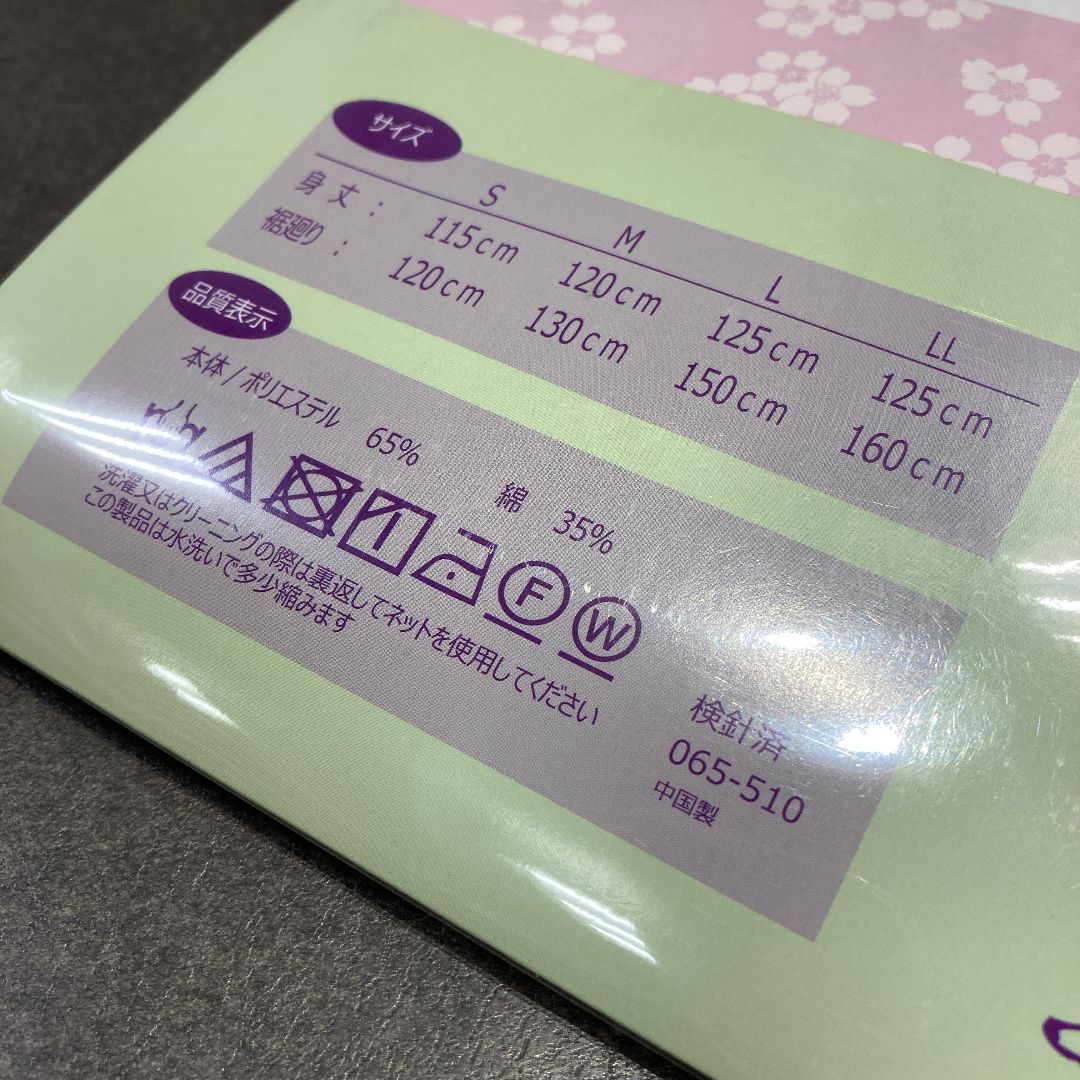 サイズ
S M L LL
身丈： 115cm 120cm 125cm 125cm
裾廻り： 120cm 130cm 150cm 160cm
品質表示
本体/ポリエステル 65% 綿 35%
F W
洗濯又はクリーニングの際は裏返してネットを使用してください
この製品は水洗いで多少縮みます
検針済
065-510
中国製